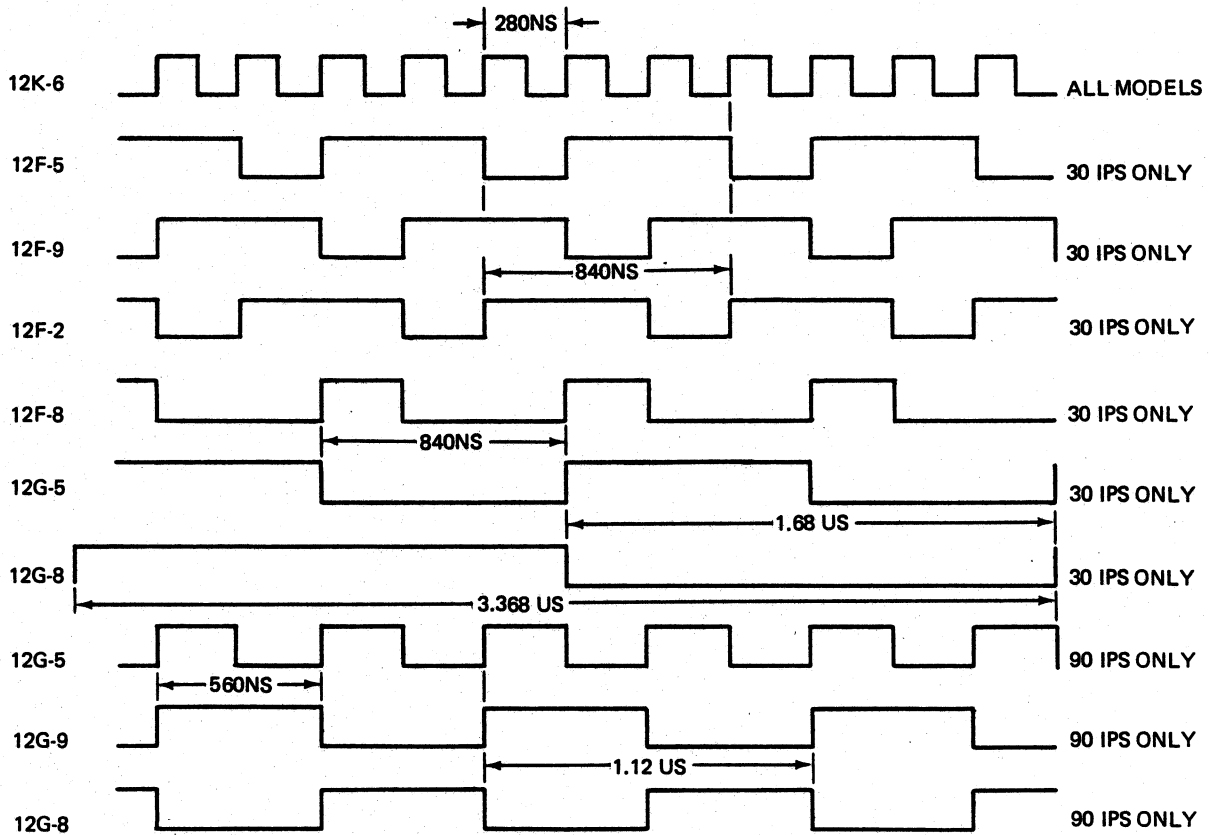 280NS
12K-6 ALL MODELS
12F-5 30 IPS ONLY
12F-9 30 IPS ONLY
840NS
12F-2 30 IPS ONLY
12F-8 30 IPS ONLY
840NS
12G-5 30 IPS ONLY
1.68 US
12G-8 30 IPS ONLY
3.368 US
12G-5 90 IPS ONLY
560NS
12G-9 90 IPS ONLY
1.12 US
12G-8 90 IPS ONLY